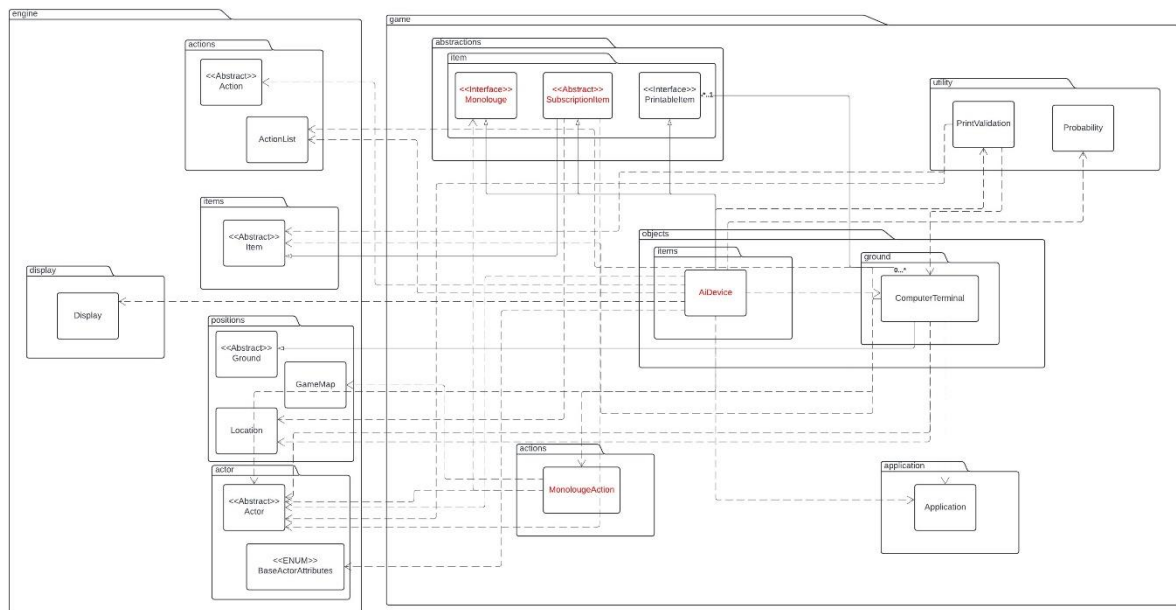 engine
actions
<<Abstract>>
Action
ActionList
items
<<Abstract>>
Item
display
Display
positions
<<Abstract>>
Ground
GameMap
Location
actor
<<Abstract>>
Actor
<<ENUM>>
BaseActorAttributes
game
abstractions
item
<<Interface>>
Monolouge
<<Abstract>>
SubscriptionItem
<<Interface>>
PrintableItem
utility
PrintValidation
Probability
objects
items
AiDevice
ground
ComputerTerminal
actions
MonolougeAction
application
Application